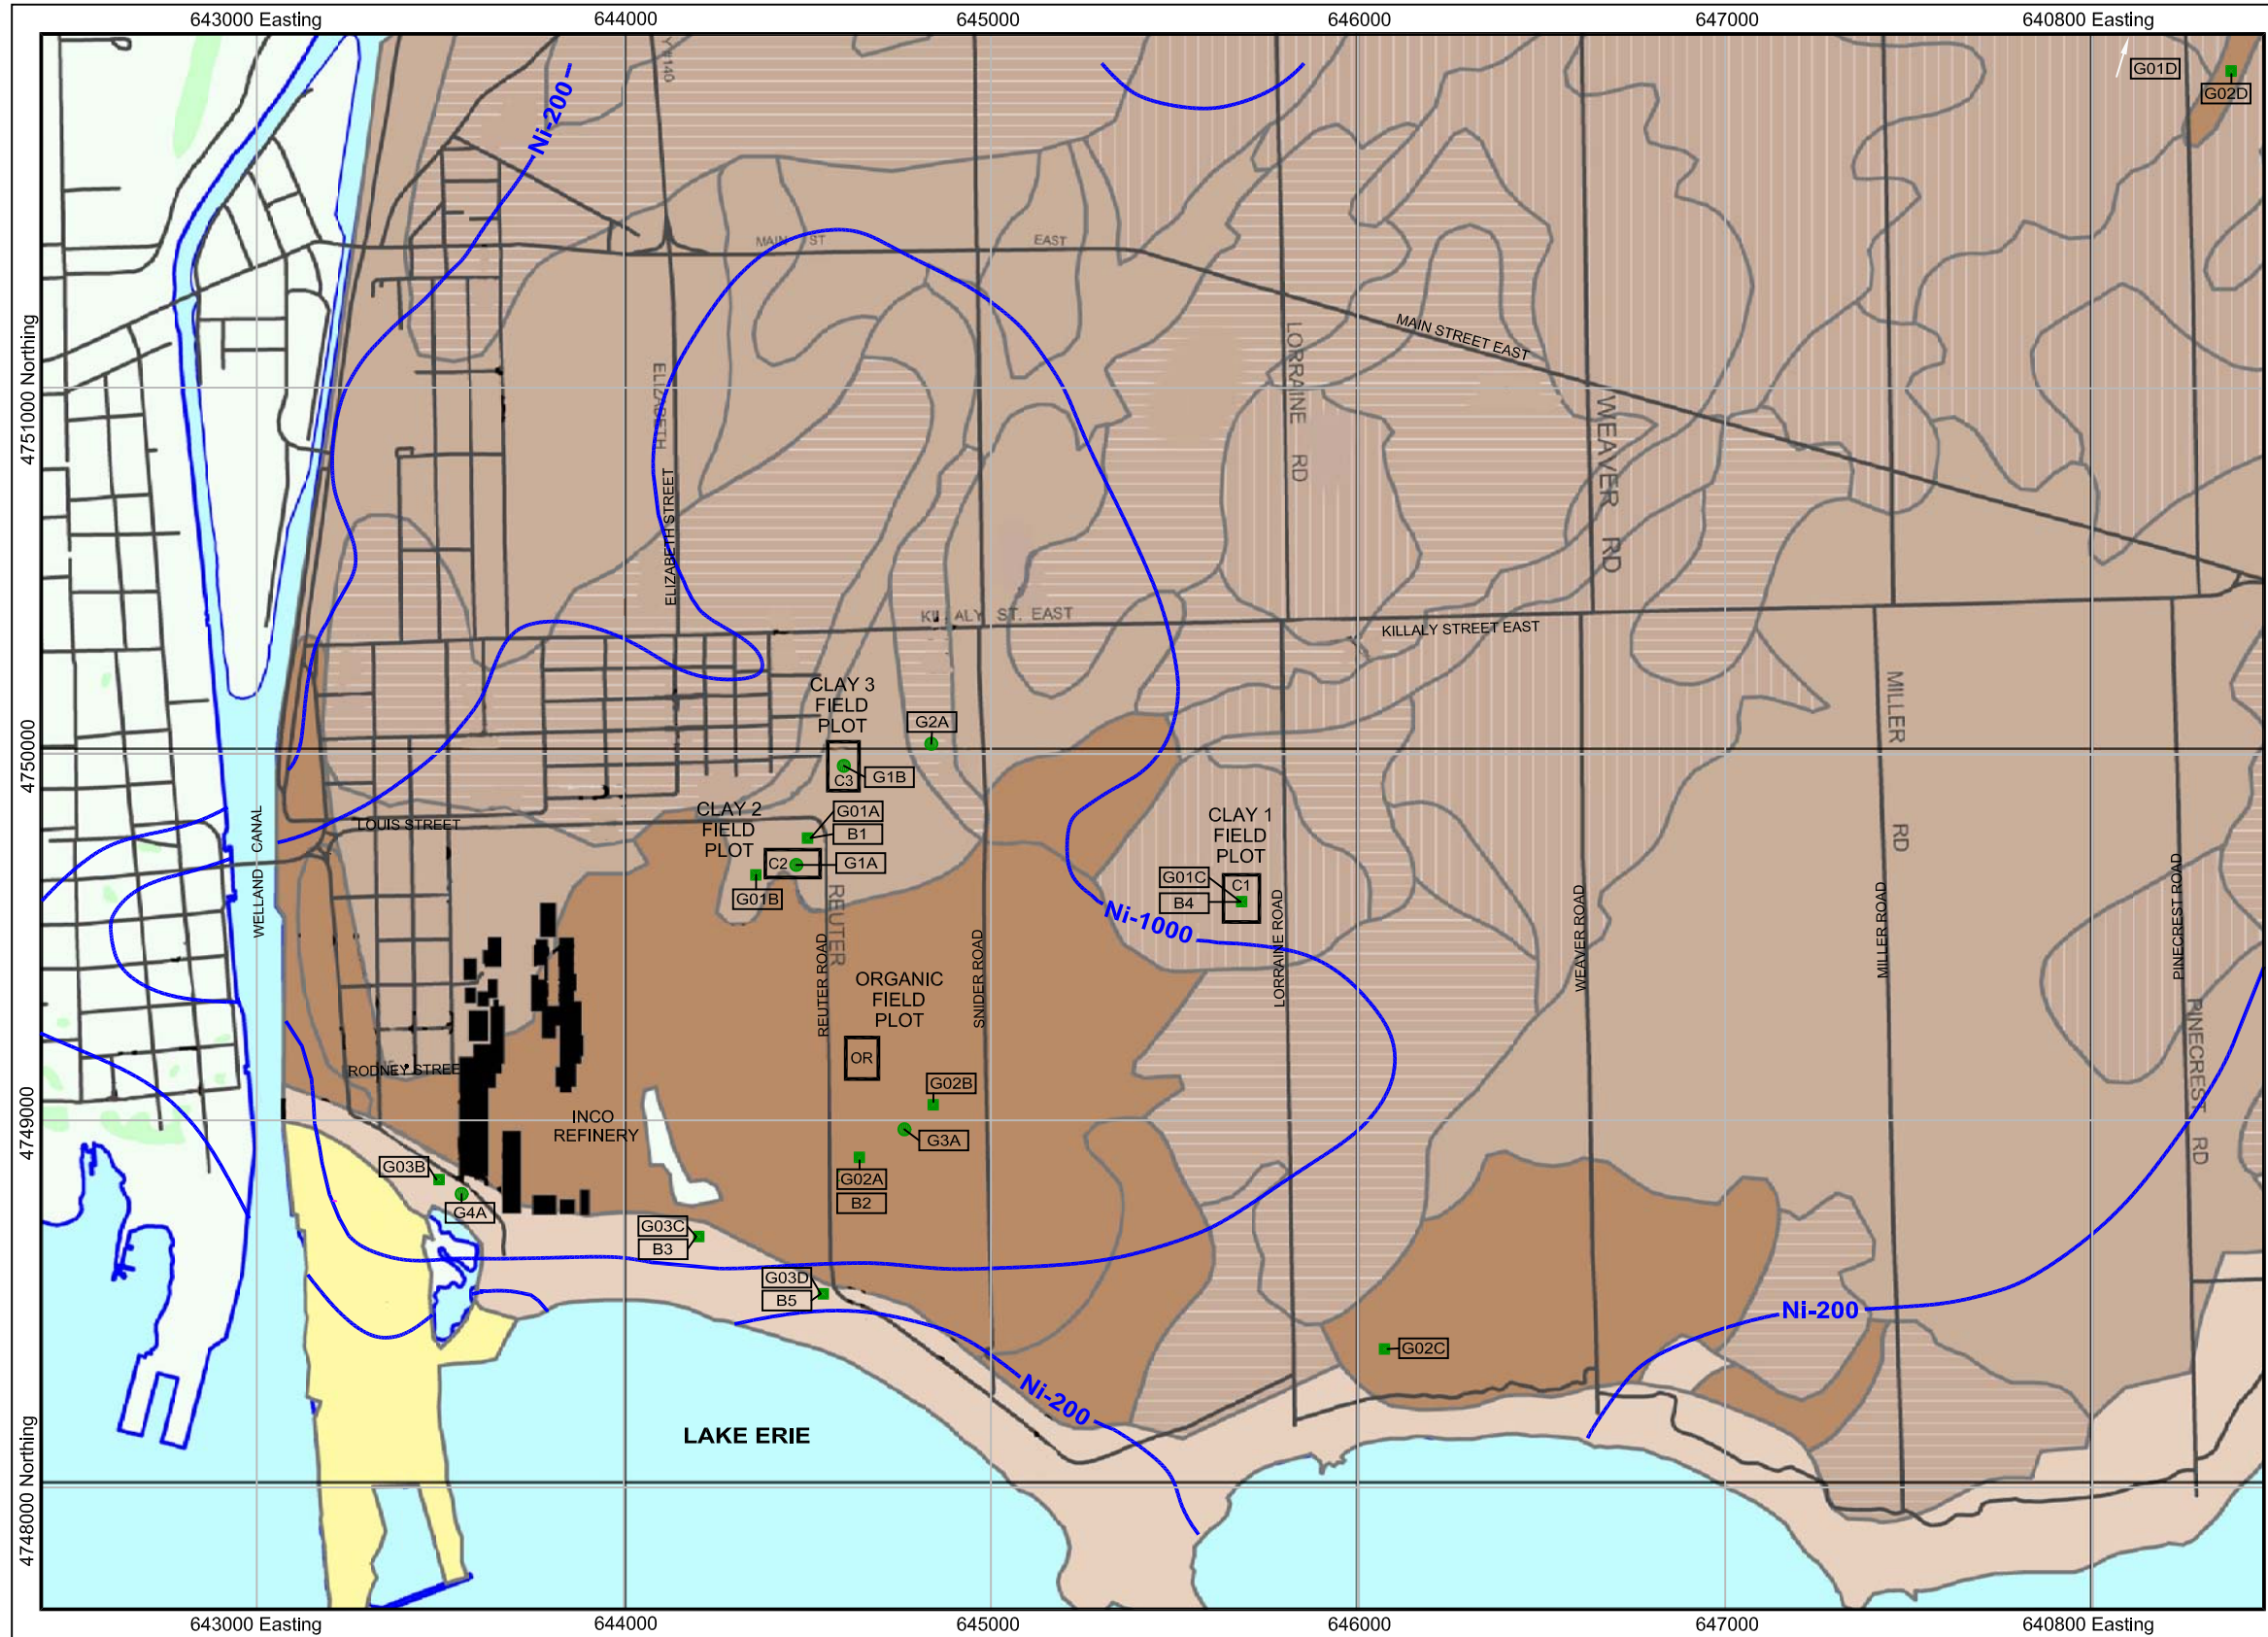 643000 Easting
644000
645000
646000
647000
640800 Easting
Y #140
G01D
G02D
Ni-200
MAIN ST
EAST
MAIN STREET EAST
4751000 Northing
ELIZABETH
ELIZABETH STREET
LORRAINE RD
WEAVER RD
KILLALY ST. EAST
KILLALY STREET EAST
CLAY 3
FIELD
PLOT
G2A
MILLER RD
4750000
C3
G1B
CLAY 2
FIELD
PLOT
G01A
B1
LOUIS STREET
C2
G1A
G01B
CLAY 1
FIELD
PLOT
G01C
C1
B4
WELLAND CANAL
REUTER
REUTER ROAD
SNIDER ROAD
LORRAINE ROAD
WEAVER ROAD
MILLER ROAD
PINECREST ROAD
Ni-1000
ORGANIC
FIELD
PLOT
OR
PINECREST RD
RODNEY STREE
G02B
4749000
INCO
REFINERY
G3A
G03B
G02A
B2
G4A
G03C
B3
G03D
B5
Ni-200
G02C
Ni-200
LAKE ERIE
4748000 Northing
643000 Easting
644000
645000
646000
647000
640800 Easting